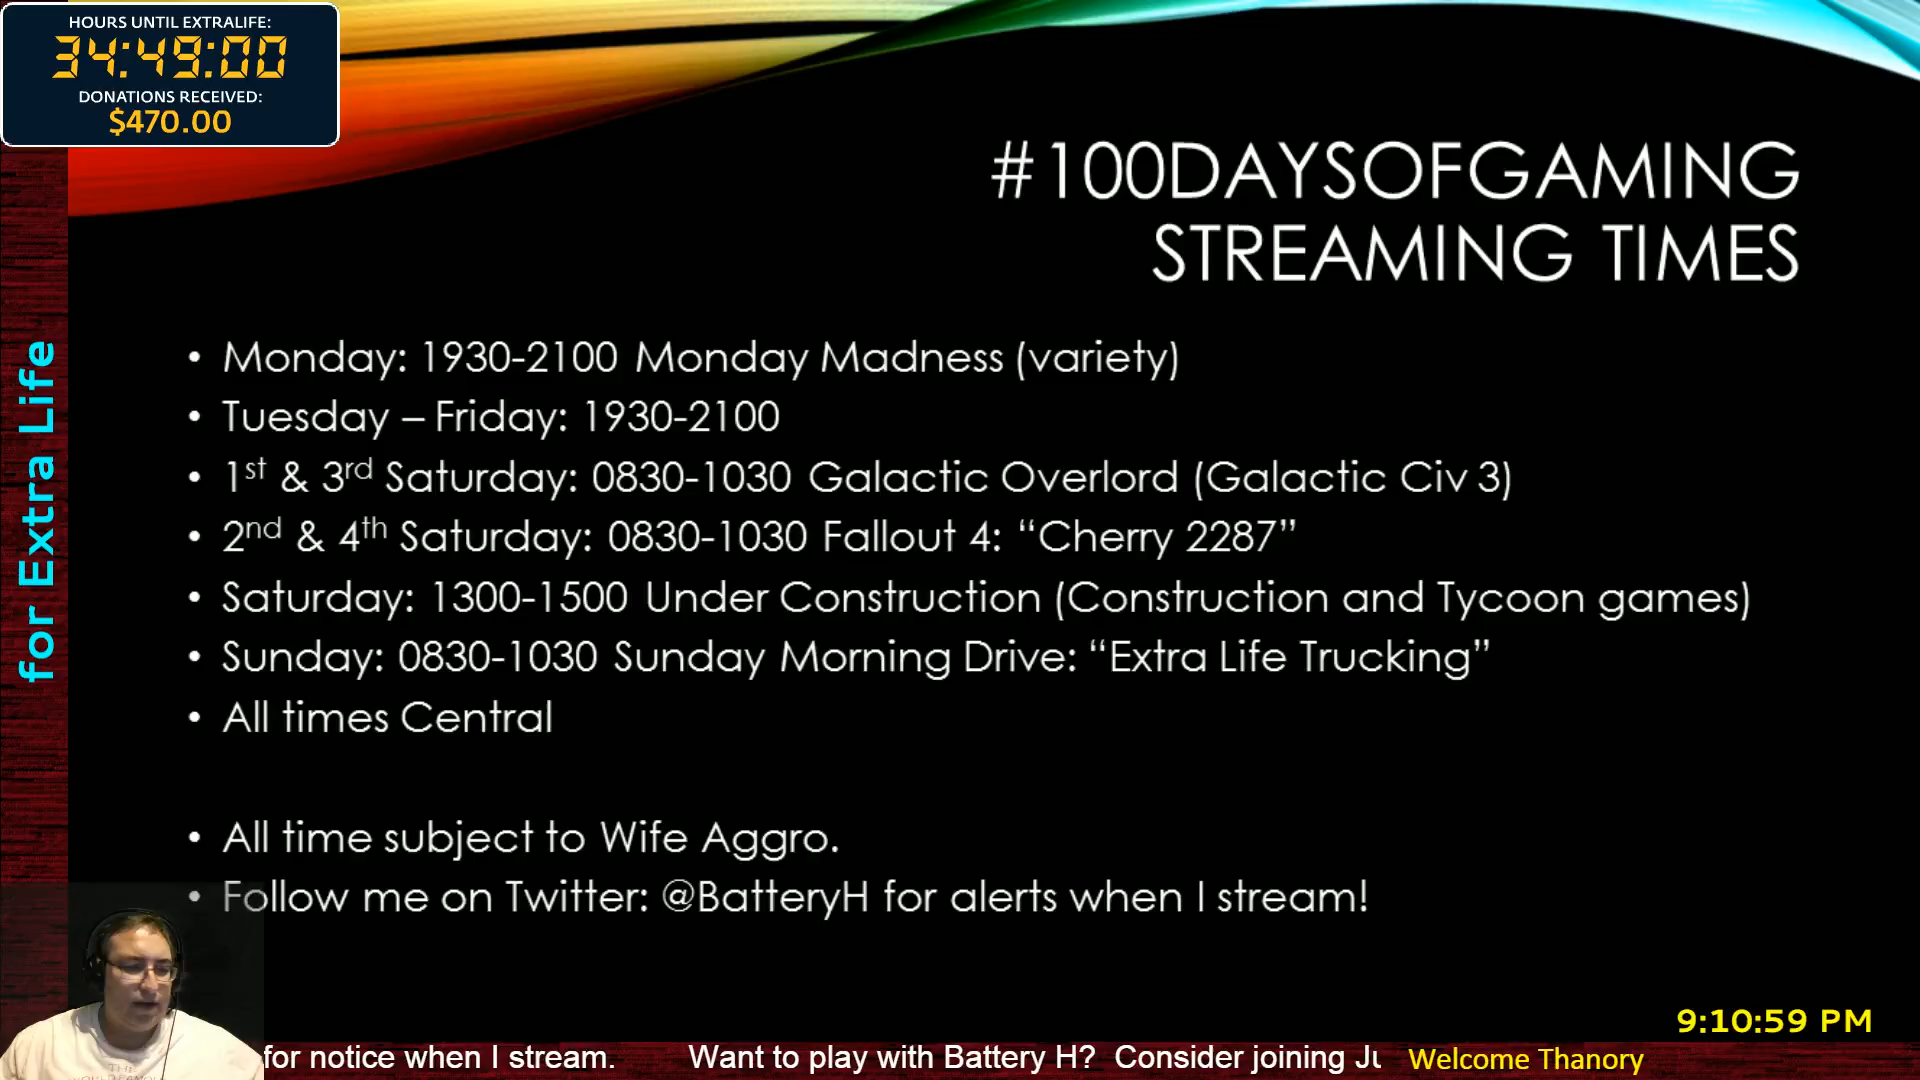 HOURS UNTIL EXTRALIFE:
34:49:00
DONATIONS RECEIVED:
$470.00
#100DAYSOFGAMING
STREAMING TIMES
• Monday: 1930-2100 Monday Madness (variety)
• Tuesday – Friday: 1930-2100
• 1st & 3rd Saturday: 0830-1030 Galactic Overlord (Galactic Civ 3)
• 2nd & 4th Saturday: 0830-1030 Fallout 4: “Cherry 2287”
• Saturday: 1300-1500 Under Construction (Construction and Tycoon games)
• Sunday: 0830-1030 Sunday Morning Drive: “Extra Life Trucking”
• All times Central
• All time subject to Wife Aggro.
• Follow me on Twitter: @BatteryH for alerts when I stream!
for Extra Life
9:10:59 PM
for notice when I stream. Want to play with Battery H? Consider joining Ju
Welcome Thanory
THE